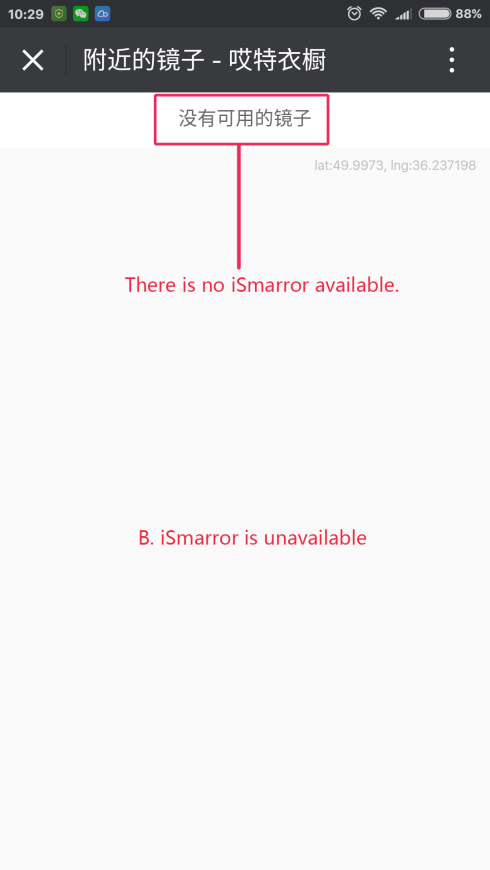 10:29
88%
附近的镜子 - 哎特衣橱
没有可用的镜子
lat:49.9973, lng:36.237198
There is no iSmarror available.
B. iSmarror is unavailable